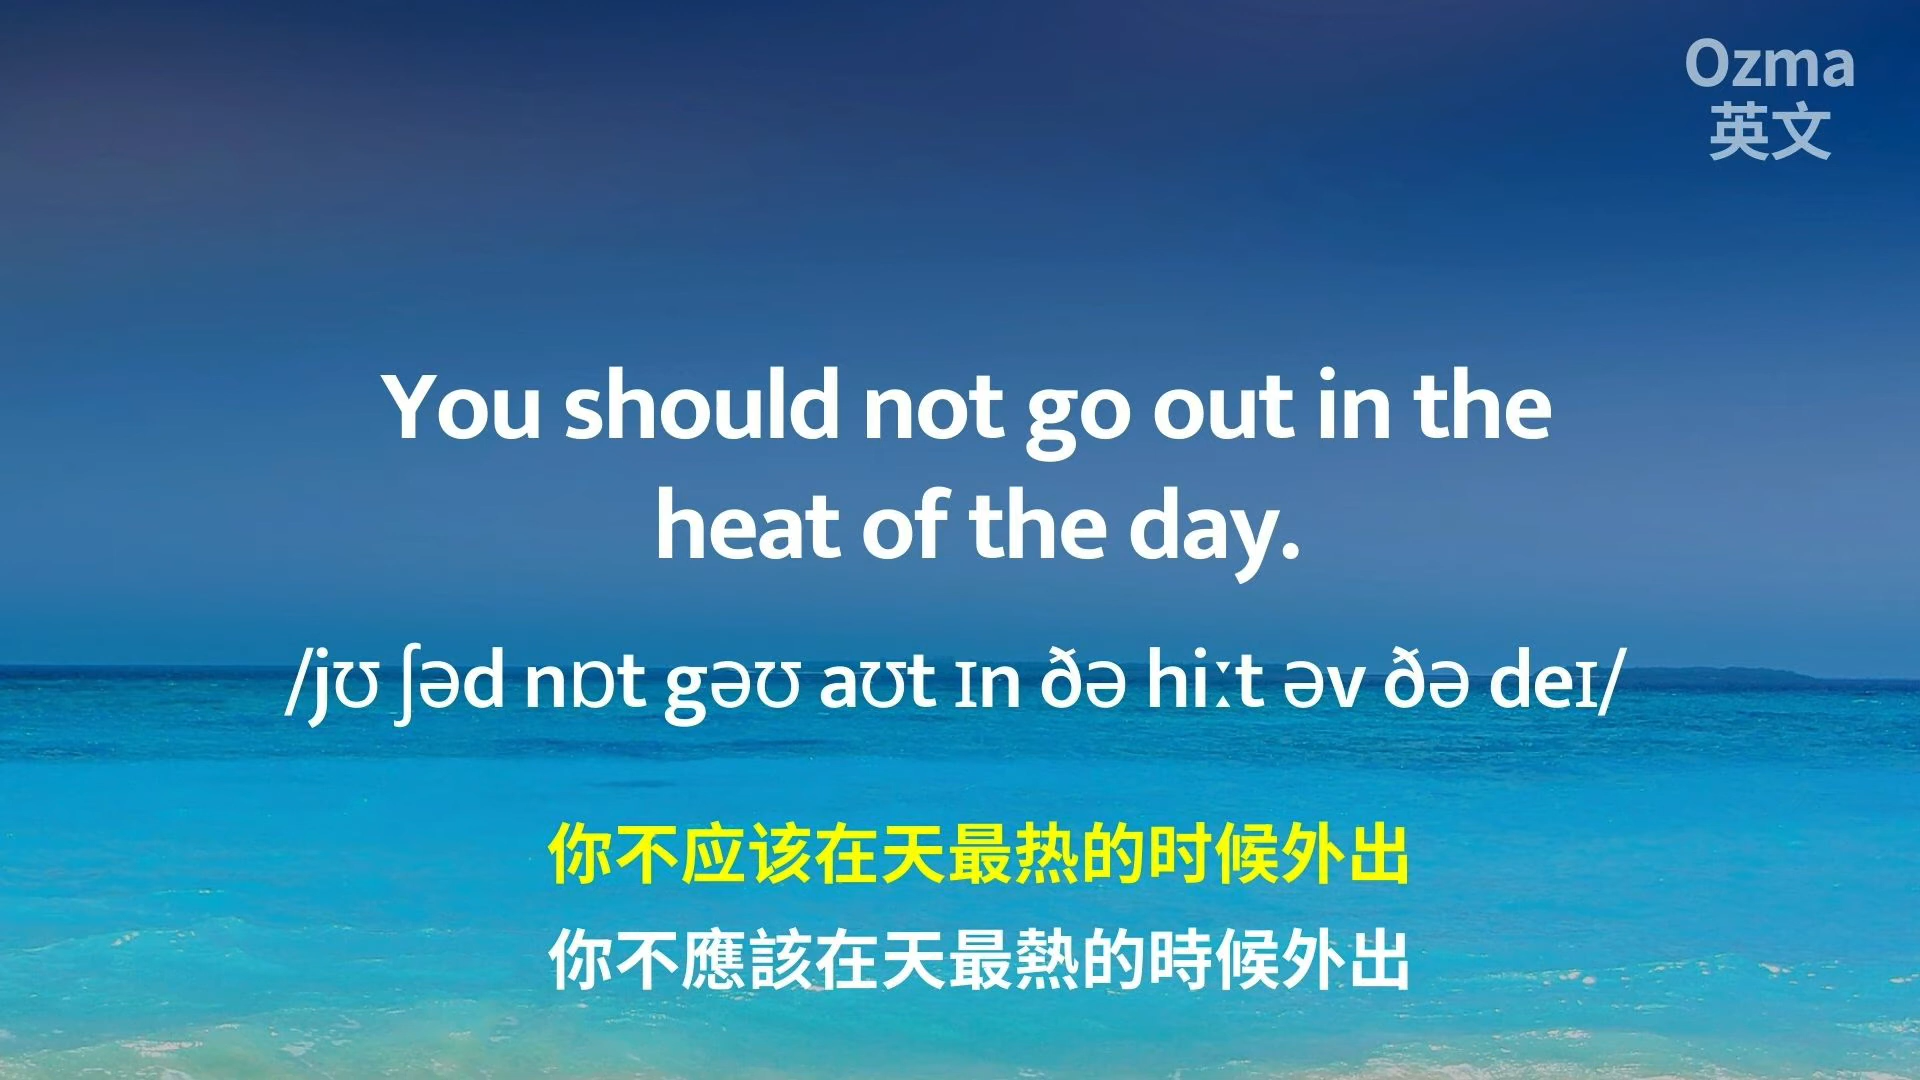 Ozma
英文
You should not go out in the
heat of the day.
/jʊ ʃəd nɒt gəʊ aʊt ɪn ðə hiːt əv ðə deɪ/
你不应该在天最热的时候外出
你不應該在天最熱的時候外出